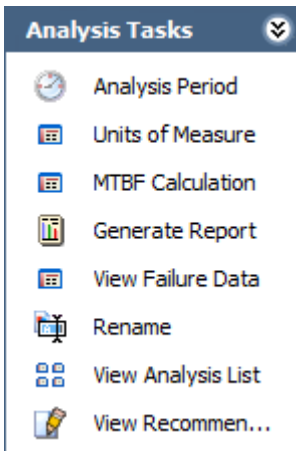 Analysis Tasks
Analysis Period
Units of Measure
MTBF Calculation
Generate Report
View Failure Data
Rename
View Analysis List
View Recommen...